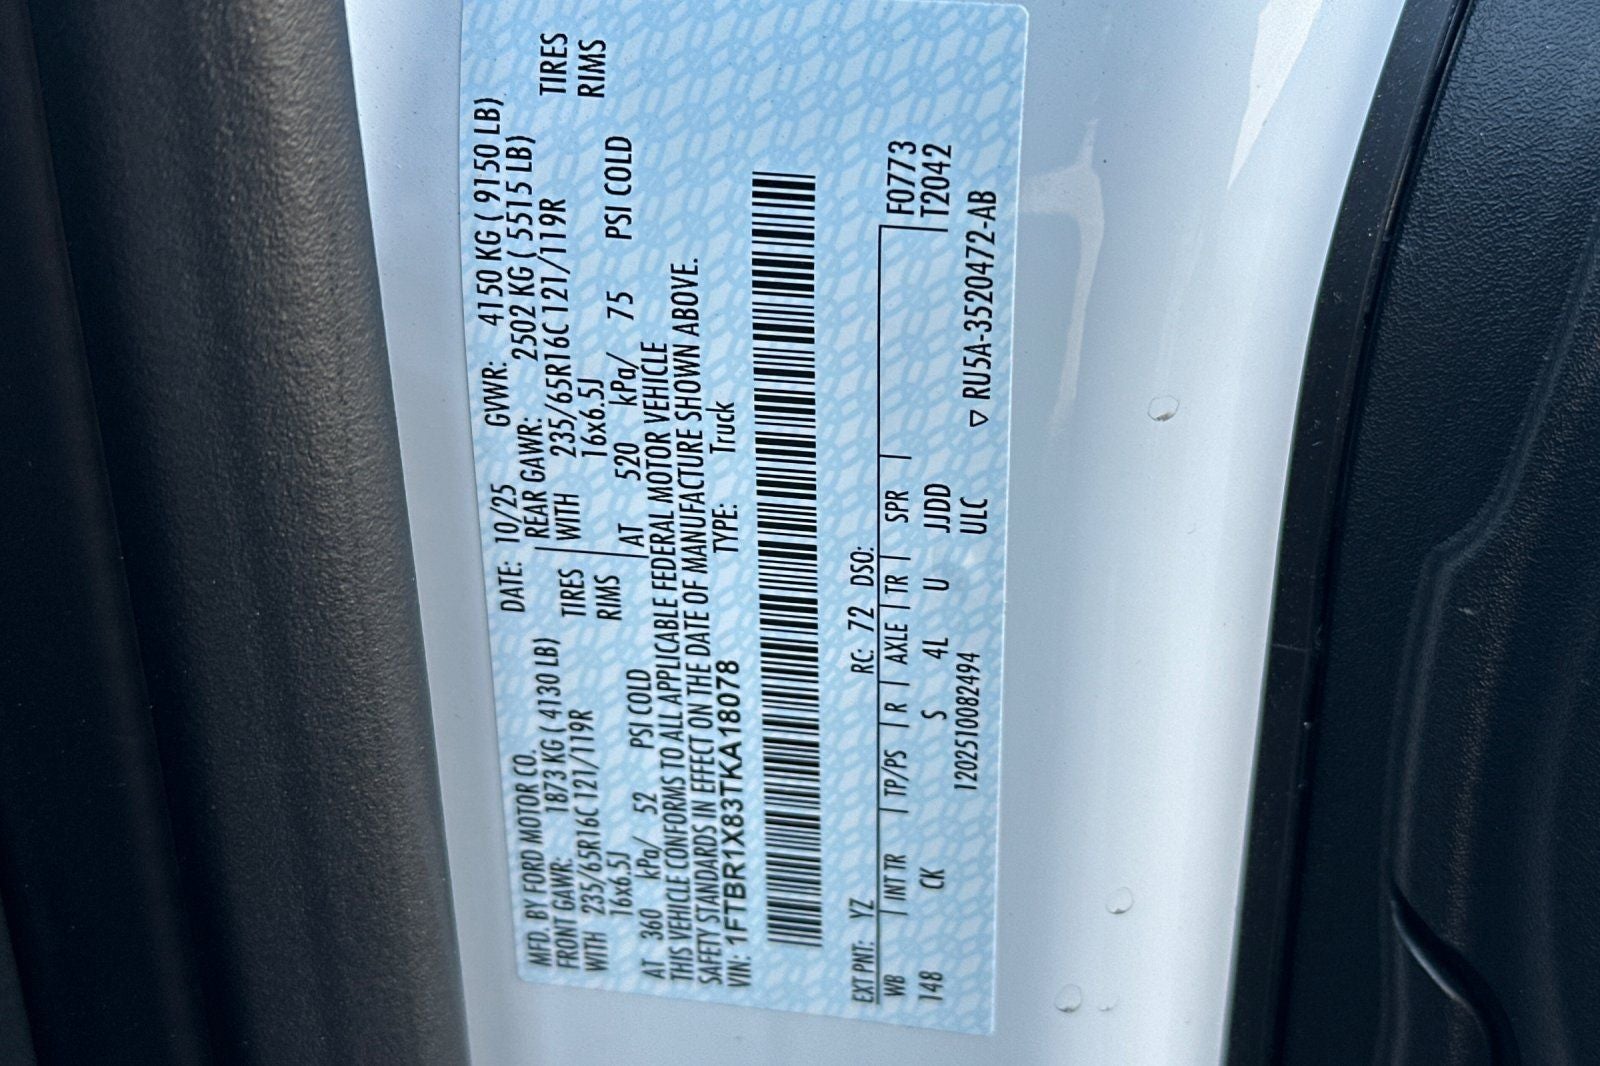 MFD. BY FORD MOTOR CO. DATE: 10/25 GVWR: 4150 KG ( 9150 LB)
FRONT GAWR: 1873 KG ( 4130 LB) REAR GAWR: 2502 KG ( 5515 LB)
WITH 235/65R16C 121/119R TIRES WITH 235/65R16C 121/119R TIRES
16x6.5J RIMS 16x6.5J RIMS
AT 360 kPa/ 52 PSI COLD AT 520 kPa/ 75 PSI COLD
THIS VEHICLE CONFORMS TO ALL APPLICABLE FEDERAL MOTOR VEHICLE
SAFETY STANDARDS IN EFFECT ON THE DATE OF MANUFACTURE SHOWN ABOVE.
VIN: 1FTBR1X83TKA18078 TYPE: Truck
EXT PNT: YZ RC: 72 DSO: F0773
WB INT TR TP/PS R AXLE TR SPR T2042
148 CK S 4L U JJDD
1202510082494 ULC ▽ RU5A-3520472-AB